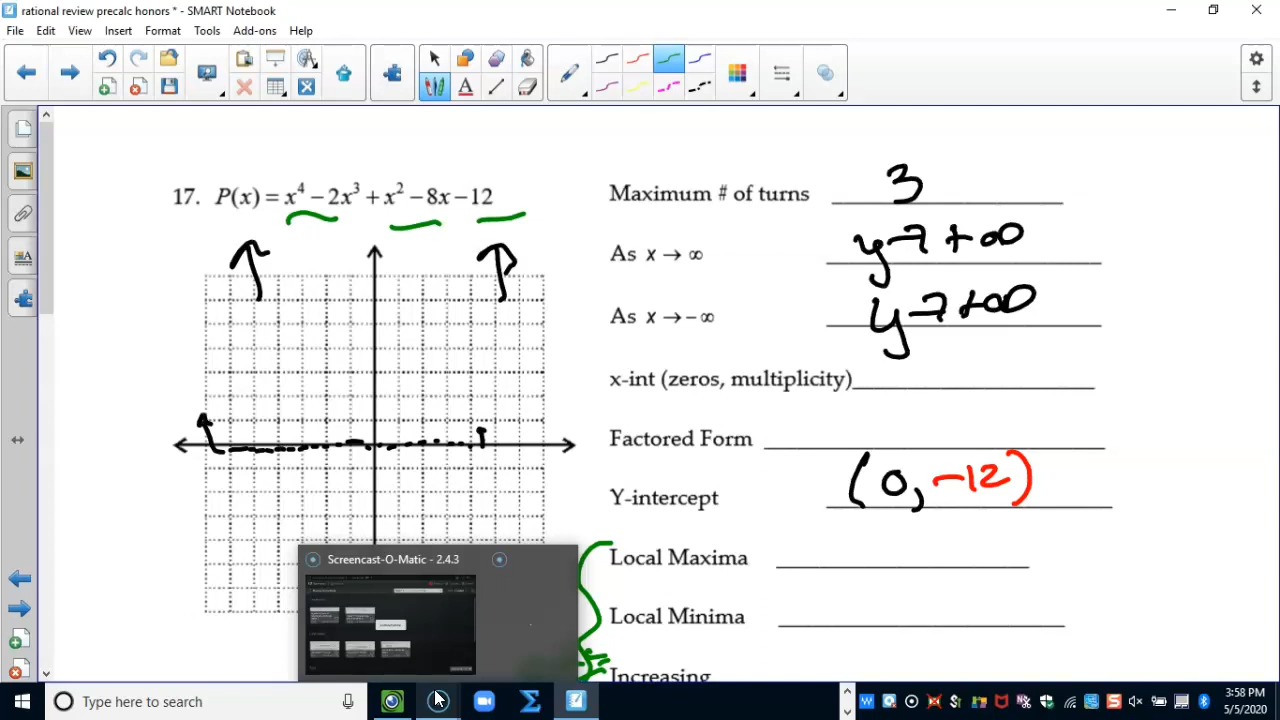 rational review precalc honors * - SMART Notebook
File Edit View Insert Format Tools Add-ons Help
17. P(x) = x⁴ − 2x³ + x² − 8x − 12
Maximum # of turns 3
As x → ∞ y → +∞
As x → −∞ y → +∞
x-int (zeros, multiplicity)
Factored Form
Y-intercept (0, −12)
Local Maxima
Local Minima
Increasing
Screencast-O-Matic - 2.4.3
Type here to search
3:58 PM
5/5/2020